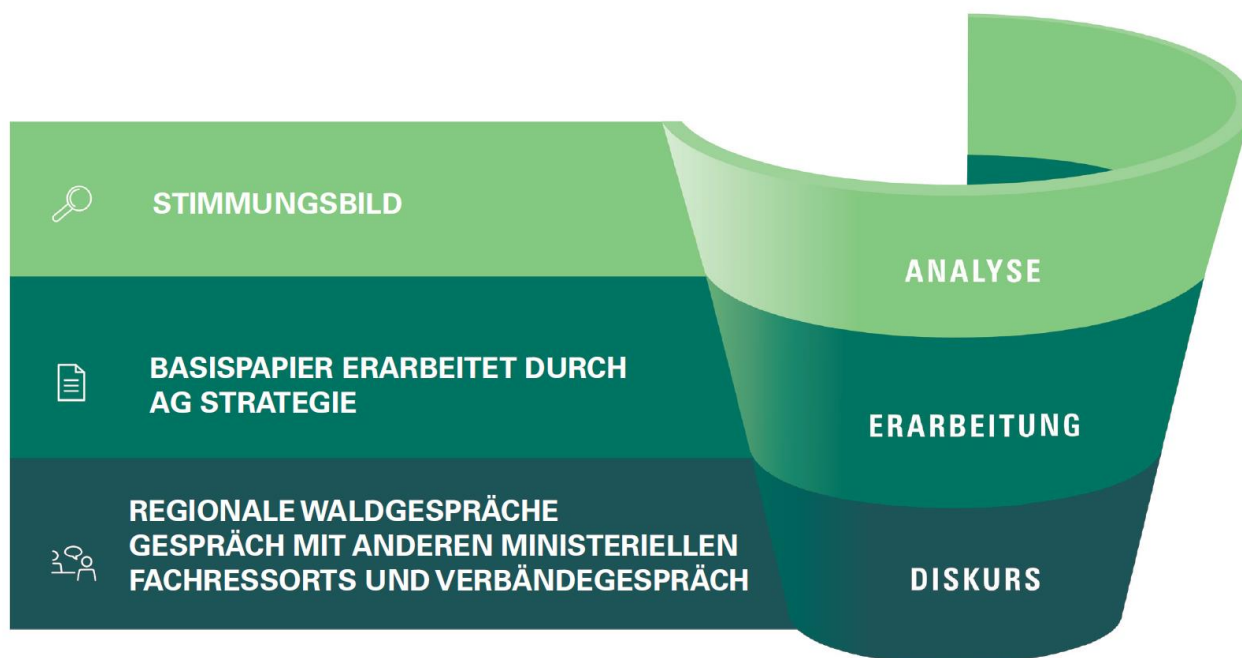 STIMMUNGSBILD
ANALYSE
BASISPAPIER ERARBEITET DURCH
AG STRATEGIE
ERARBEITUNG
REGIONALE WALDGESPRÄCHE
GESPRÄCH MIT ANDEREN MINISTERIELLEN
FACHRESSORTS UND VERBÄNDEGESPRÄCH
DISKURS